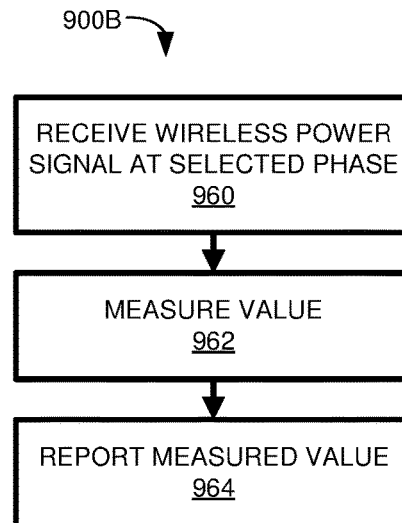 900B
RECEIVE WIRELESS POWER
SIGNAL AT SELECTED PHASE
960
MEASURE VALUE
962
REPORT MEASURED VALUE
964